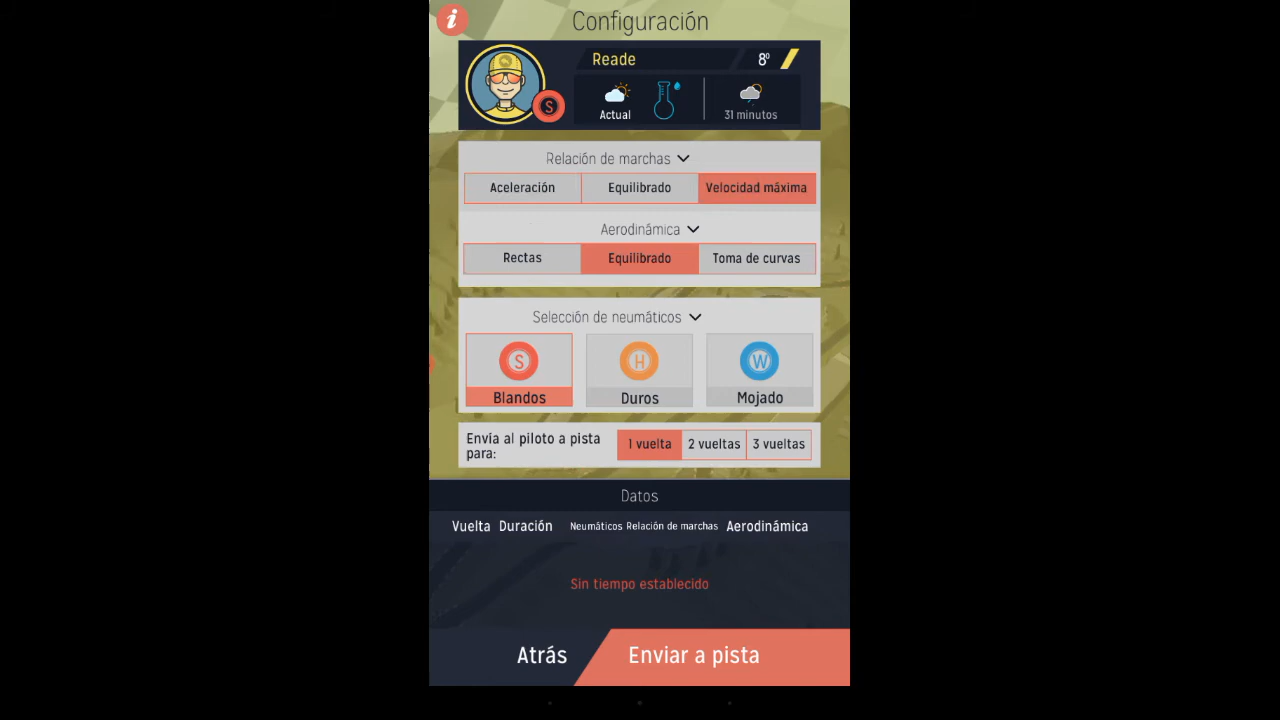 i
Configuración
Reade 8º
S
Actual 31 minutos
Relación de marchas
Aceleración Equilibrado Velocidad máxima
Aerodinámica
Rectas Equilibrado Toma de curvas
Selección de neumáticos
S H W
Blandos Duros Mojado
Envía al piloto a pista
para:
1 vuelta 2 vueltas 3 vueltas
Datos
Vuelta Duración Neumáticos Relación de marchas Aerodinámica
Sin tiempo establecido
Atrás Enviar a pista